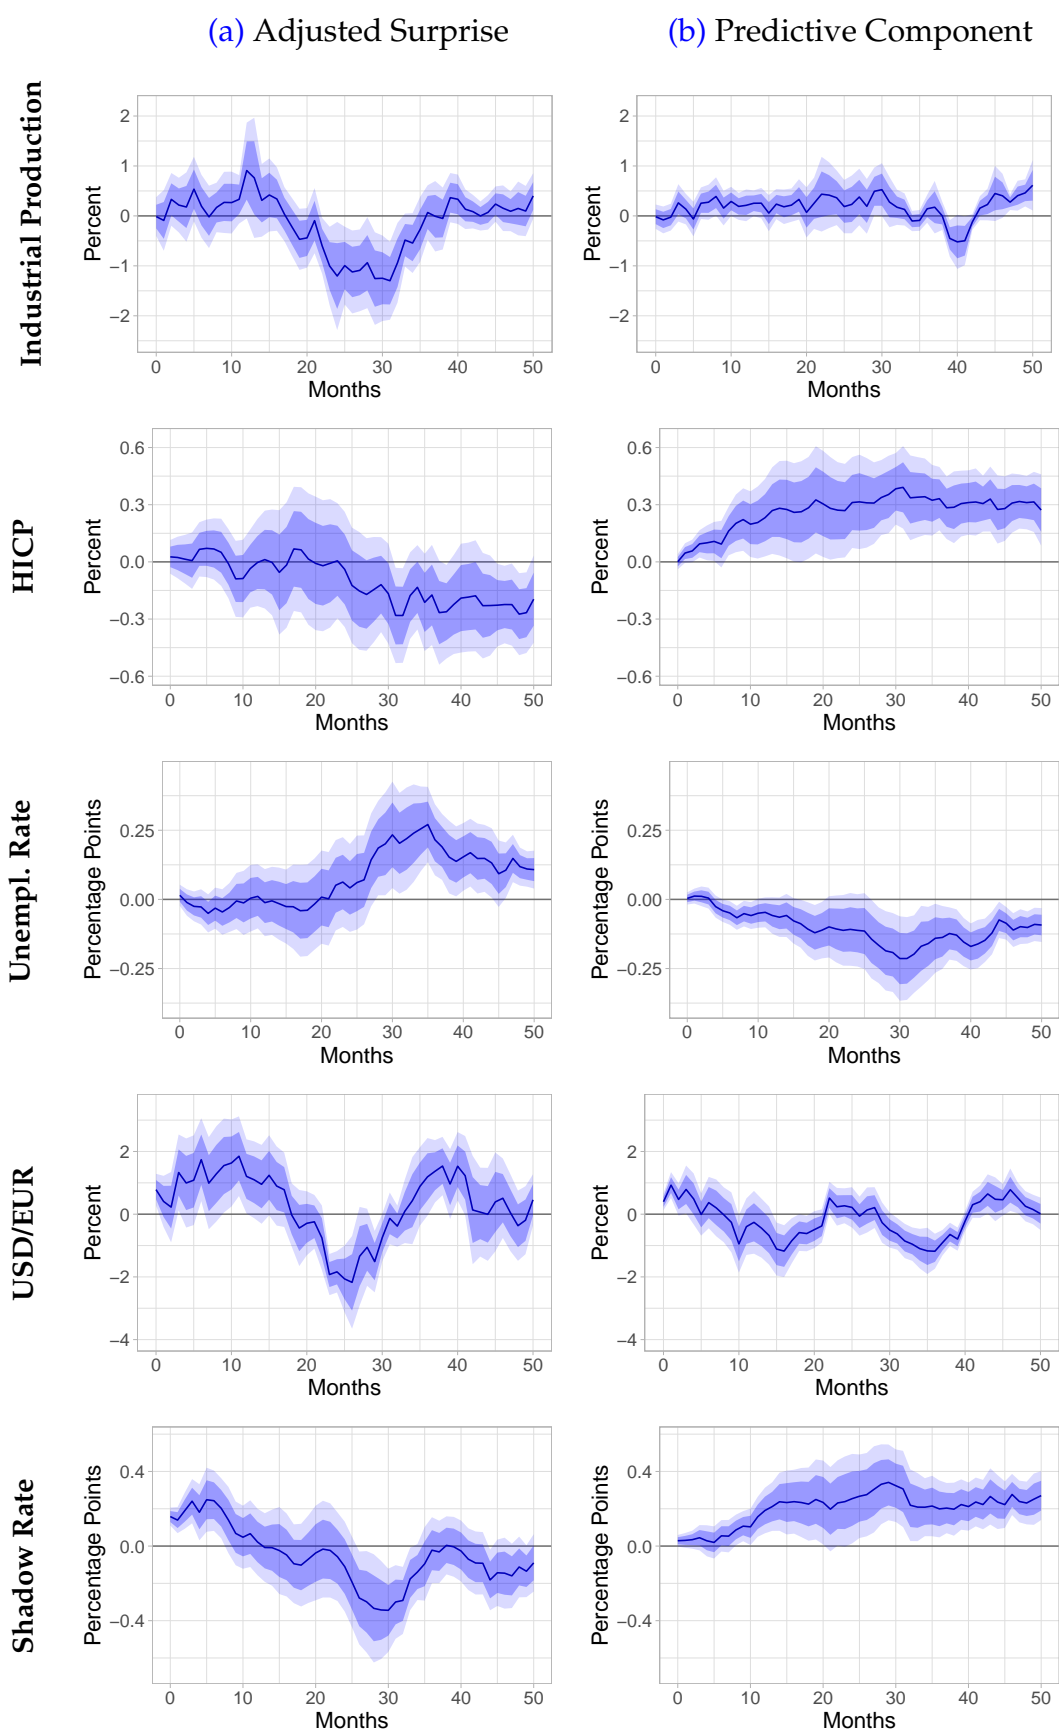 (a) Adjusted Surprise
(b) Predictive Component
Industrial Production
Percent
2
1
0
−1
−2
0 10 20 30 40 50
Months
Percent
2
1
0
−1
−2
0 10 20 30 40 50
Months
HICP
Percent
0.6
0.3
0.0
−0.3
−0.6
0 10 20 30 40 50
Months
Percent
0.6
0.3
0.0
−0.3
−0.6
0 10 20 30 40 50
Months
Unempl. Rate
Percentage Points
0.25
0.00
−0.25
0 10 20 30 40 50
Months
Percentage Points
0.25
0.00
−0.25
0 10 20 30 40 50
Months
USD/EUR
Percent
2
0
−2
−4
0 10 20 30 40 50
Months
Percent
2
0
−2
−4
0 10 20 30 40 50
Months
Shadow Rate
Percentage Points
0.4
0.0
−0.4
0 10 20 30 40 50
Months
Percentage Points
0.4
0.0
−0.4
0 10 20 30 40 50
Months